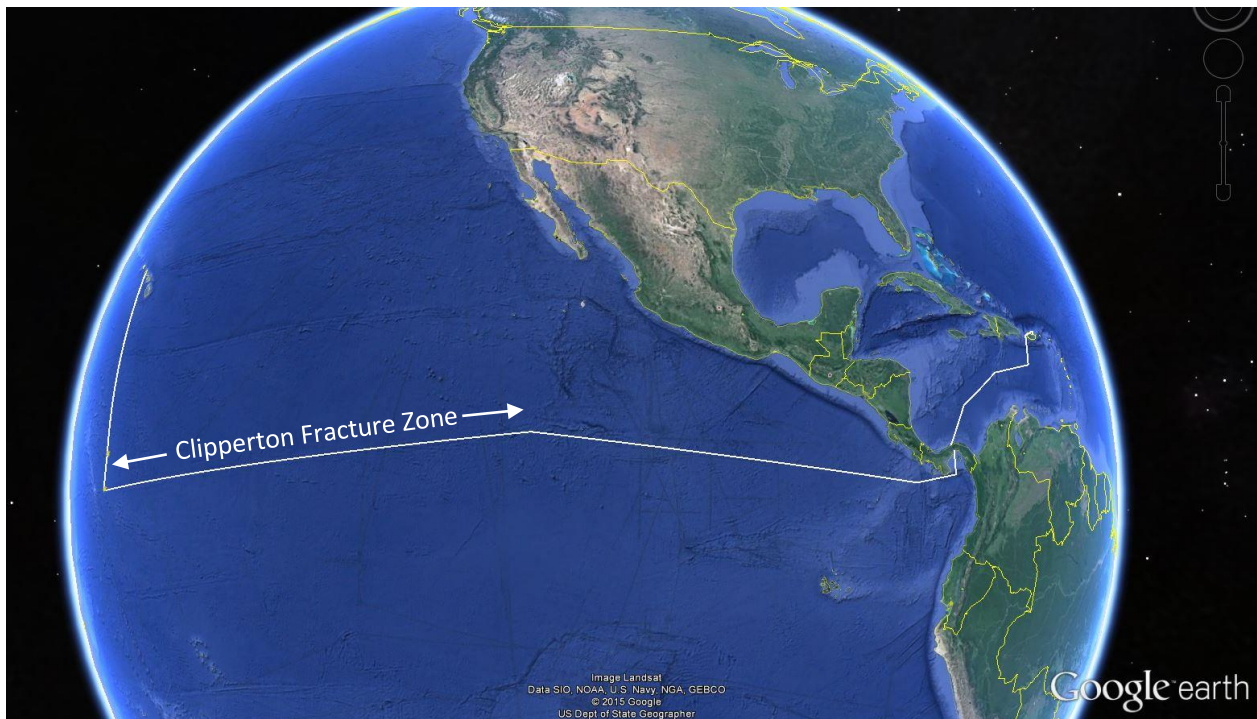 Clipperton Fracture Zone
Image Landsat
Data SIO, NOAA, U.S. Navy, NGA, GEBCO
© 2015 Google
US Dept of State Geographer
Google earth